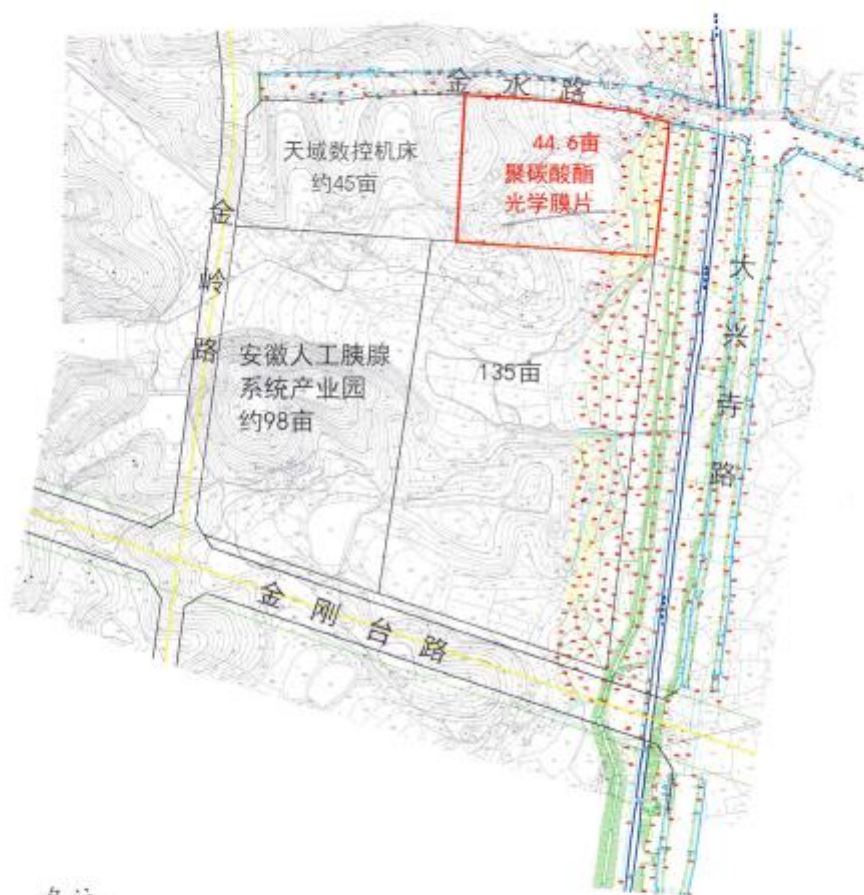 金水路
天域数控机床
约45亩
44.6亩
聚碳酸酯
光学膜片
金岭路
大兴寺路
安徽人工胰腺
系统产业园
约98亩
135亩
金刚台路